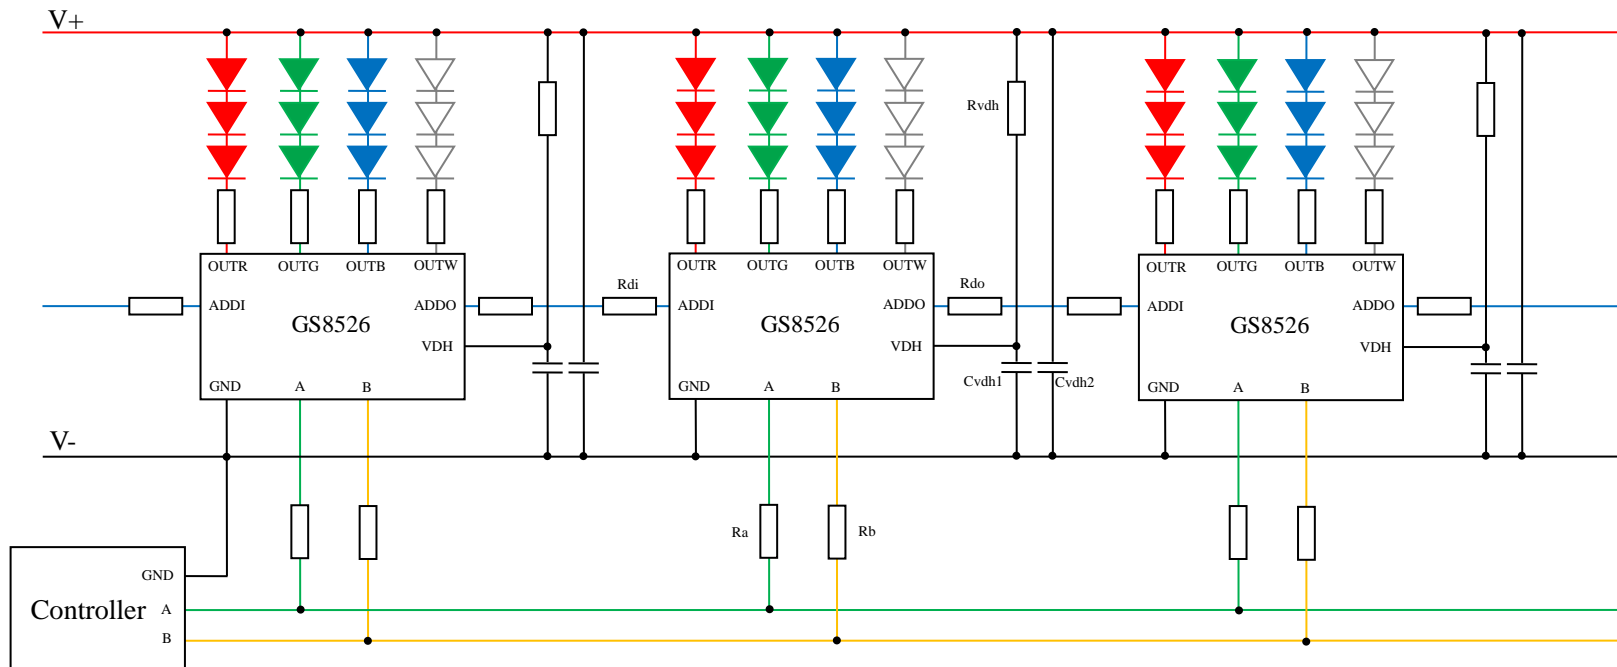 V+
Rvdh
OUTR OUTG OUTB OUTW
OUTR OUTG OUTB OUTW
OUTR OUTG OUTB OUTW
Rdi
Rdo
ADDI ADDO
ADDI ADDO
ADDI ADDO
GS8526
GS8526
GS8526
VDH
VDH
VDH
GND A B
GND A B
GND A B
Cvdh1
Cvdh2
V-
Ra
Rb
GND
Controller A
B